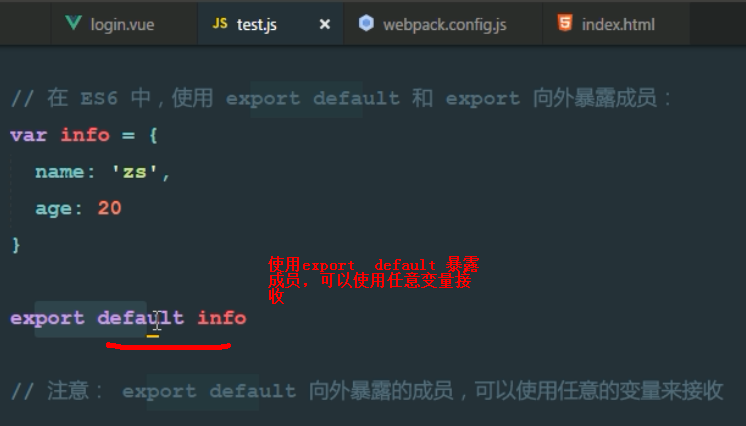 login.vue JS test.js × webpack.config.js index.html
// 在 ES6 中，使用 export default 和 export 向外暴露成员：
var info = {
name: 'zs',
age: 20
}
使用export default 暴露
成员，可以使用任意变量接
收
export default info
// 注意： export default 向外暴露的成员，可以使用任意的变量来接收